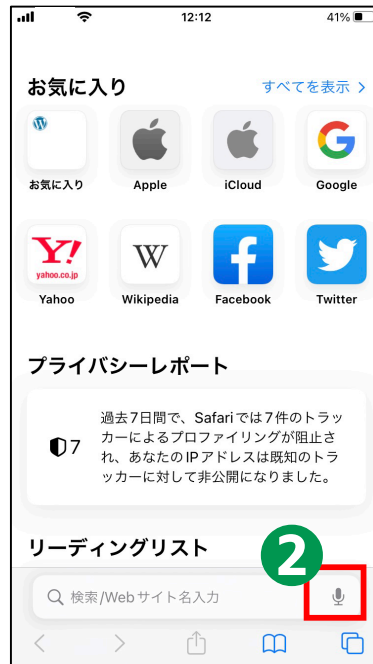 12:12
41%
お気に入り
すべてを表示
お気に入り
Apple
iCloud
Google
Y!
yahoo.co.jp
W
f
Yahoo
Wikipedia
Facebook
Twitter
プライバシーレポート
7
過去7日間で、Safariでは7件のトラッ
カーによるプロファイリングが阻止さ
れ、あなたのIPアドレスは既知のトラ
ッカーに対して非公開になりました。
リーディングリスト
2
検索/Webサイト名入力